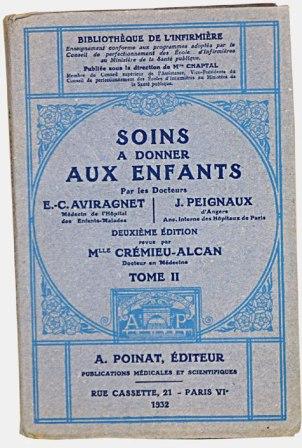 BIBLIOTHÈQUE DE L'INFIRMIÈRE
Enseignement conforme aux programmes adoptés par le
Conseil de perfectionnement des École. d'Infirmières
au Ministère de la Santé publique.
Publiée sous la direction de Mme CHAPTAL
Membre du Conseil supérieur de l'Assistance, Vice-Présidente du
Conseil de perfectionnement des Écoles d'Infirmières au Ministère de
la Santé publique.
SOINS
A DONNER
AUX ENFANTS
Par les Docteurs
E.-C. AVIRAGNET
Médecin de l'Hôpital
des Enfants-Malades
J. PEIGNAUX
d'Angers
Anc. Interne des Hôpitaux de Paris
DEUXIÈME ÉDITION
revue par
MLLE CRÉMIEU-ALCAN
Docteur en Médecine
TOME II
A P
A. POINAT, ÉDITEUR
PUBLICATIONS MÉDICALES ET SCIENTIFIQUES
RUE CASSETTE, 21 - PARIS VIe
1932